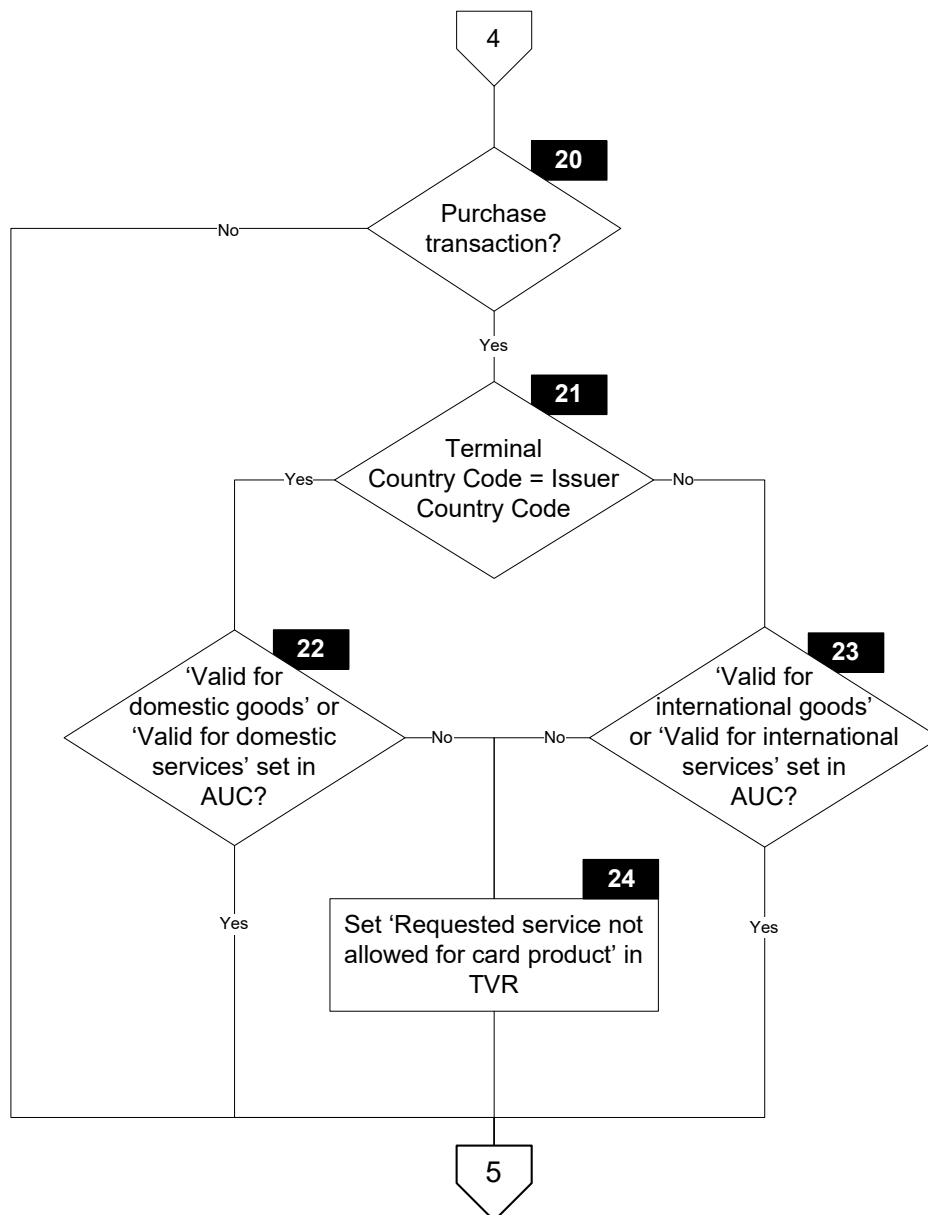 4
20
Purchase
transaction?
No
Yes
21
Terminal
Country Code = Issuer
Country Code
Yes
No
22
‘Valid for
domestic goods’ or
‘Valid for domestic
services’ set in
AUC?
23
‘Valid for
international goods’
or ‘Valid for international
services’ set in
AUC?
No
No
24
Set ‘Requested service not
allowed for card product’ in
TVR
Yes
Yes
5